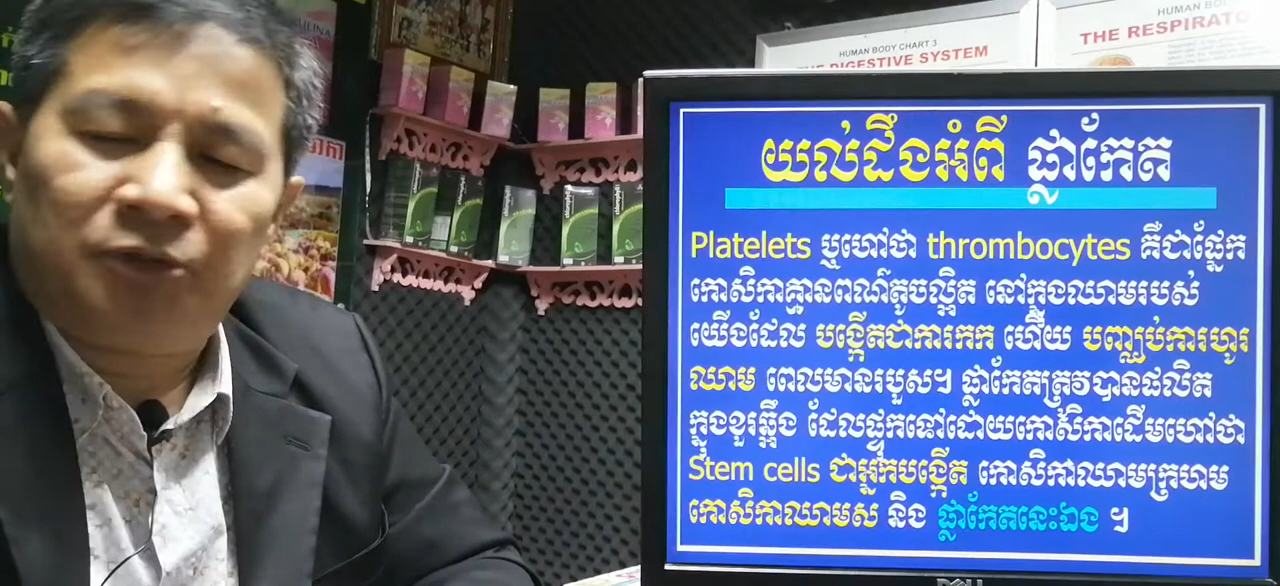 HUMAN BODY CHART 3
THE DIGESTIVE SYSTEM
HUMAN BOD
THE RESPIRATO
យល់ដឹងអំពី ផ្លាកែត
Platelets ឬហៅថា thrombocytes គឺជាផ្នែក
កោសិកាគ្មានពណ៌តូចល្អិត នៅក្នុងឈាមរបស់
យើងដែល បង្កើតជាការកក ហើយ បញ្ឈប់ការហូរ
ឈាម ពេលមានរបួស។ ផ្លាកែតត្រូវបានផលិត
ក្នុងខួរឆ្អឹង ដែលផ្ទុកទៅដោយកោសិកាដើមហៅថា
Stem cells ជាអ្នកបង្កើត កោសិកាឈាមក្រហម
កោសិកាឈាមស និង ផ្លាកែតនេះឯង ។